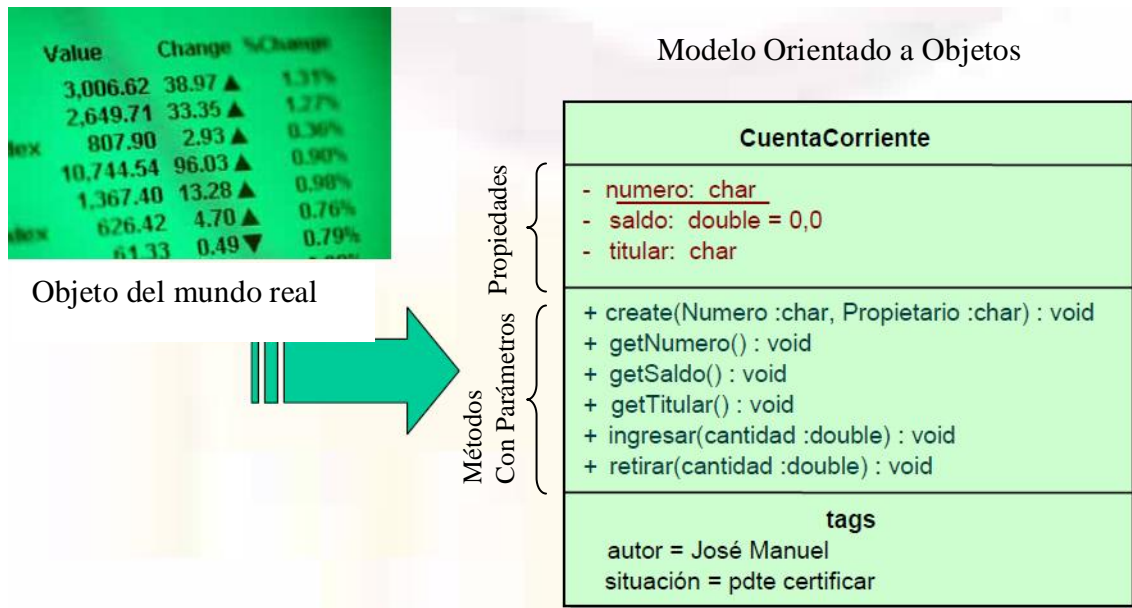 Value Change %Change
3,006.62 38.97 ▲ 1.31%
2,649.71 33.35 ▲ 1.27%
807.90 2.93 ▲ 0.36%
10,744.54 96.03 ▲ 0.90%
1,367.40 13.28 ▲ 0.98%
626.42 4.70 ▲ 0.76%
61.33 0.49 ▼ 0.79%
Objeto del mundo real
Modelo Orientado a Objetos
CuentaCorriente
Propiedades
- numero: char
- saldo: double = 0,0
- titular: char
Métodos
Con Parámetros
+ create(Numero :char, Propietario :char) : void
+ getNumero() : void
+ getSaldo() : void
+ getTitular() : void
+ ingresar(cantidad :double) : void
+ retirar(cantidad :double) : void
tags
autor = José Manuel
situación = pdte certificar